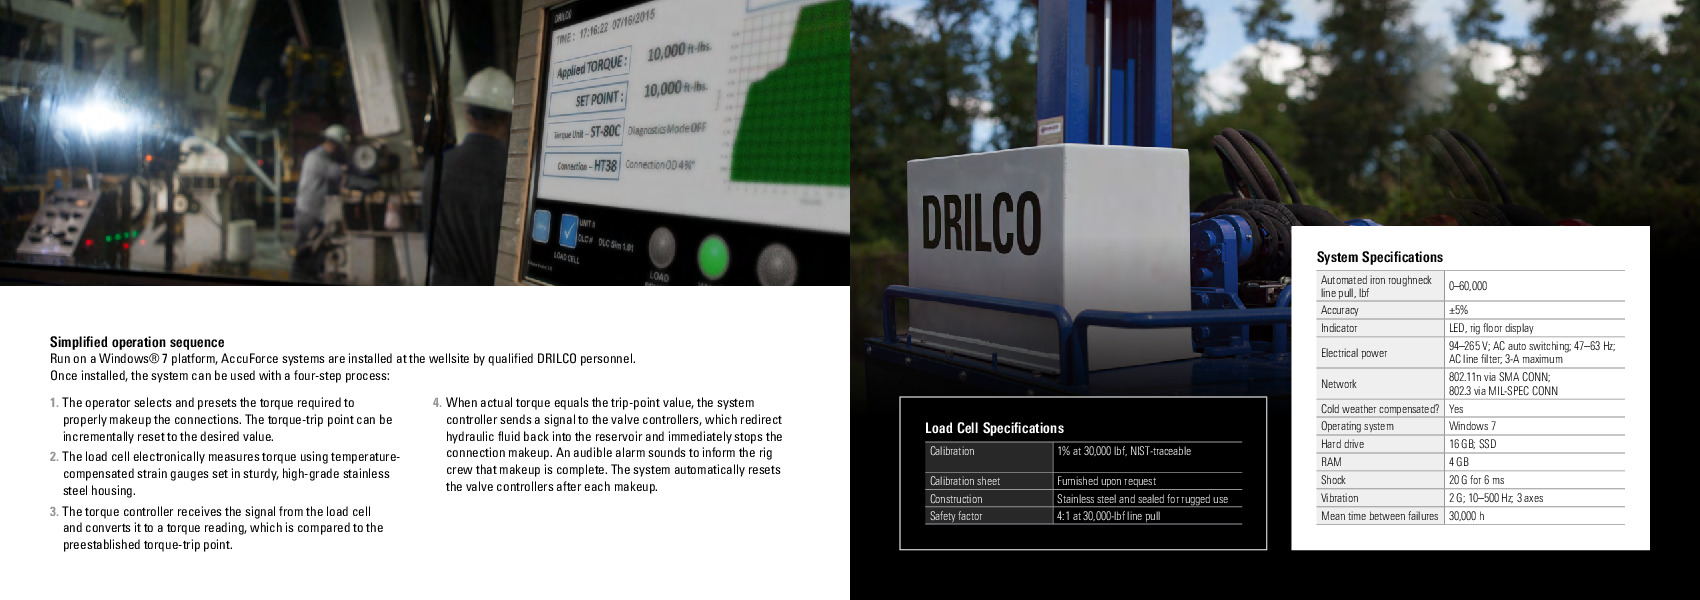 DRILCO
TIME : 17:16:22 07/16/2015
Applied TORQUE : 10,000 ft-lbs.
SET POINT : 10,000 ft-lbs.
Torque Unit – ST-80C Diagnostics Mode OFF
Connection – HT38 Connection OD 4¾"
UNIT #
DLC # DLC Sim 1.01
LOAD CELL
LOAD
DRILCO
Simplified operation sequence
Run on a Windows® 7 platform, AccuForce systems are installed at the wellsite by qualified DRILCO personnel.
Once installed, the system can be used with a four-step process:
1. The operator selects and presets the torque required to
properly makeup the connections. The torque-trip point can be
incrementally reset to the desired value.
2. The load cell electronically measures torque using temperature-
compensated strain gauges set in sturdy, high-grade stainless
steel housing.
3. The torque controller receives the signal from the load cell
and converts it to a torque reading, which is compared to the
preestablished torque-trip point.
4. When actual torque equals the trip-point value, the system
controller sends a signal to the valve controllers, which redirect
hydraulic fluid back into the reservoir and immediately stops the
connection makeup. An audible alarm sounds to inform the rig
crew that makeup is complete. The system automatically resets
the valve controllers after each makeup.
Load Cell Specifications
Calibration 1% at 30,000 lbf, NIST-traceable
Calibration sheet Furnished upon request
Construction Stainless steel and sealed for rugged use
Safety factor 4:1 at 30,000-lbf line pull
System Specifications
Automated iron roughneck
line pull, lbf 0–60,000
Accuracy ±5%
Indicator LED, rig floor display
Electrical power 94–265 V; AC auto switching; 47–63 Hz;
AC line filter; 3-A maximum
Network 802.11n via SMA CONN;
802.3 via MIL-SPEC CONN
Cold weather compensated? Yes
Operating system Windows 7
Hard drive 16 GB; SSD
RAM 4 GB
Shock 20 G for 6 ms
Vibration 2 G; 10–500 Hz; 3 axes
Mean time between failures 30,000 h